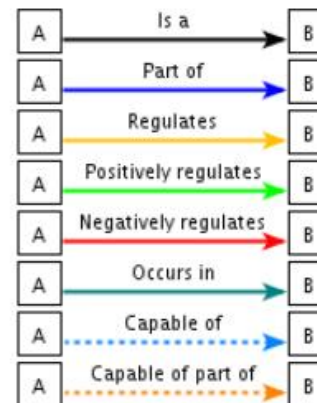 A Is a B
A Part of B
A Regulates B
A Positively regulates B
A Negatively regulates B
A Occurs in B
A Capable of B
A Capable of part of B